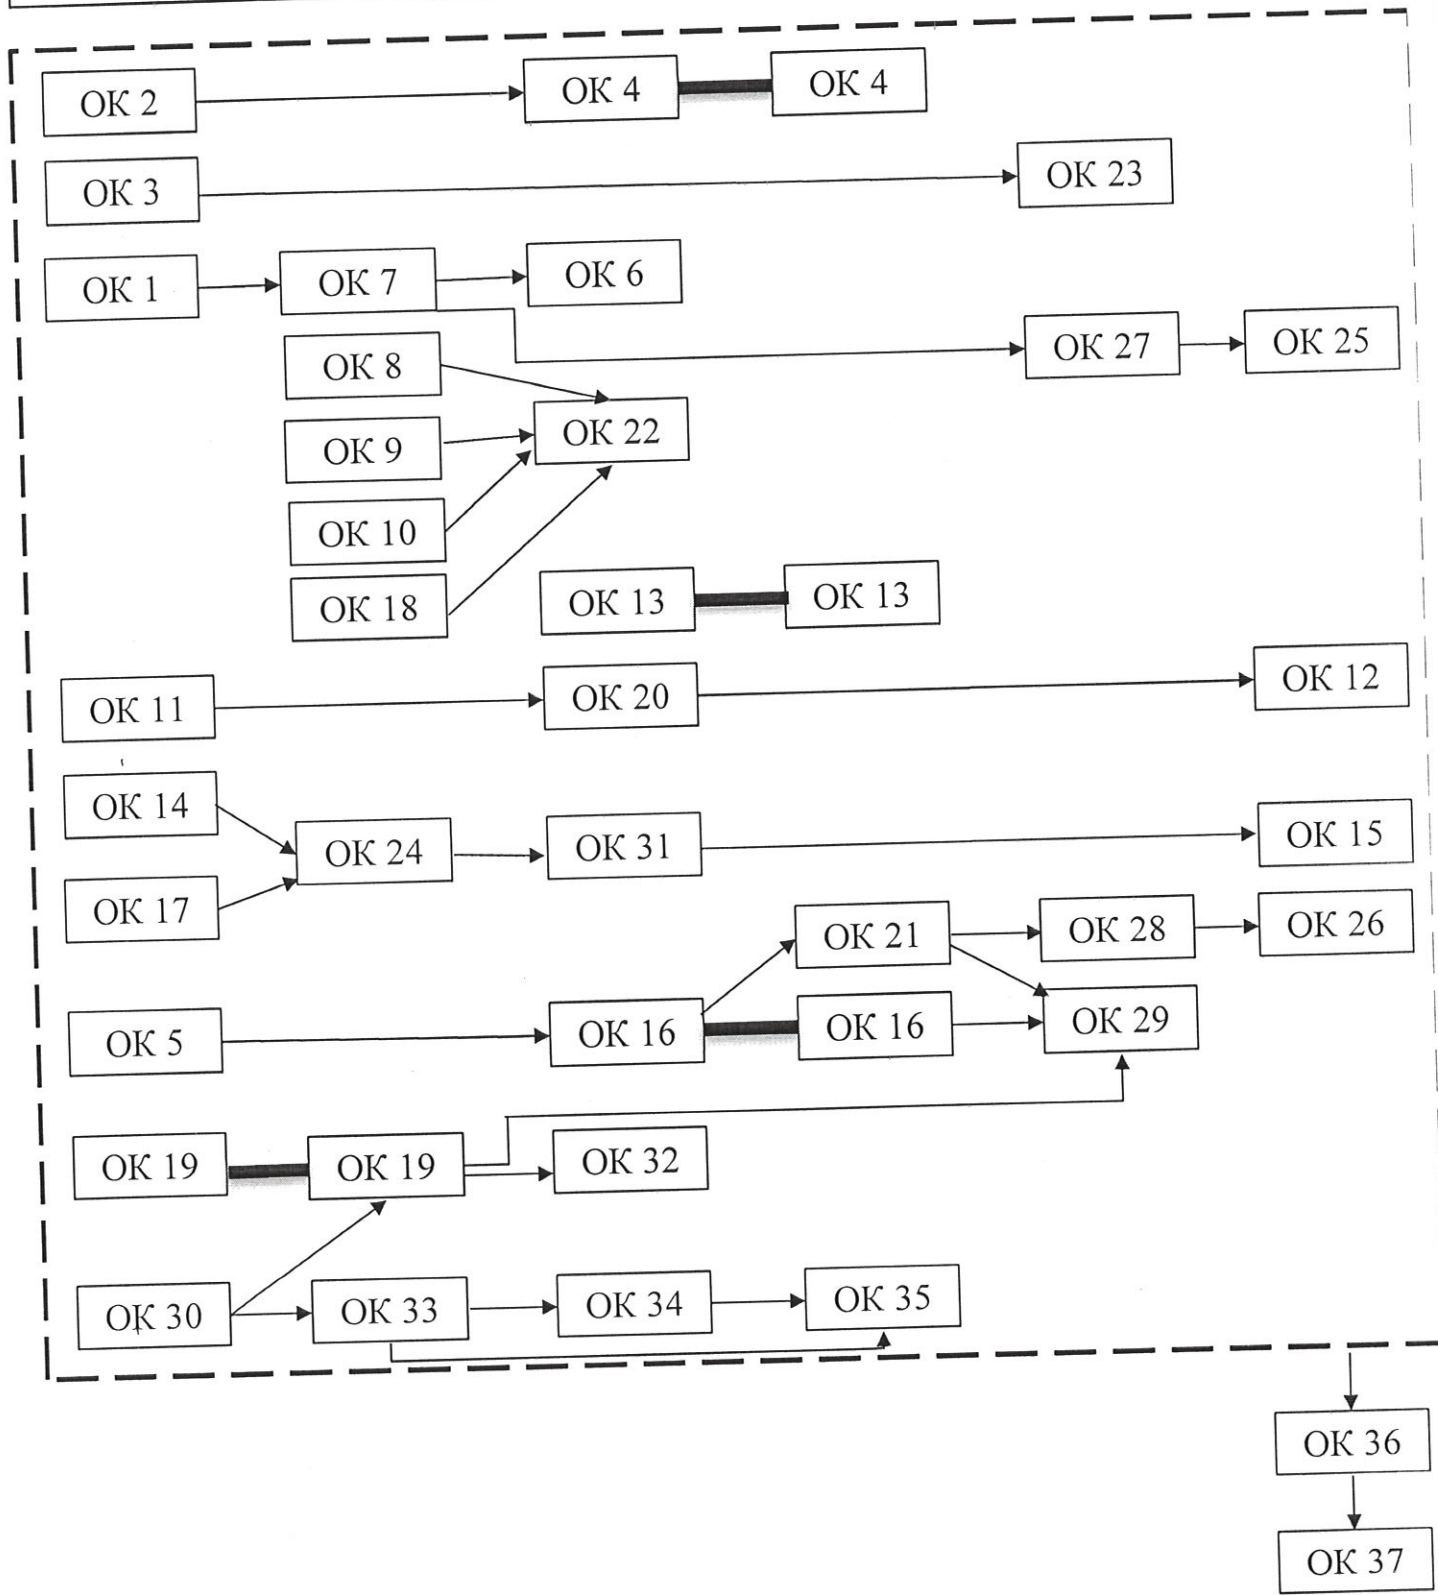 ОК 2 ОК 4 ОК 4
ОК 3 ОК 23
ОК 1 ОК 7 ОК 6
ОК 8 ОК 27 ОК 25
ОК 9 ОК 22
ОК 10
ОК 18 ОК 13 ОК 13
ОК 11 ОК 20 ОК 12
ОК 14
ОК 24 ОК 31 ОК 15
ОК 17
ОК 21 ОК 28 ОК 26
ОК 5 ОК 16 ОК 16 ОК 29
ОК 19 ОК 19 ОК 32
ОК 30 ОК 33 ОК 34 ОК 35
ОК 36
ОК 37